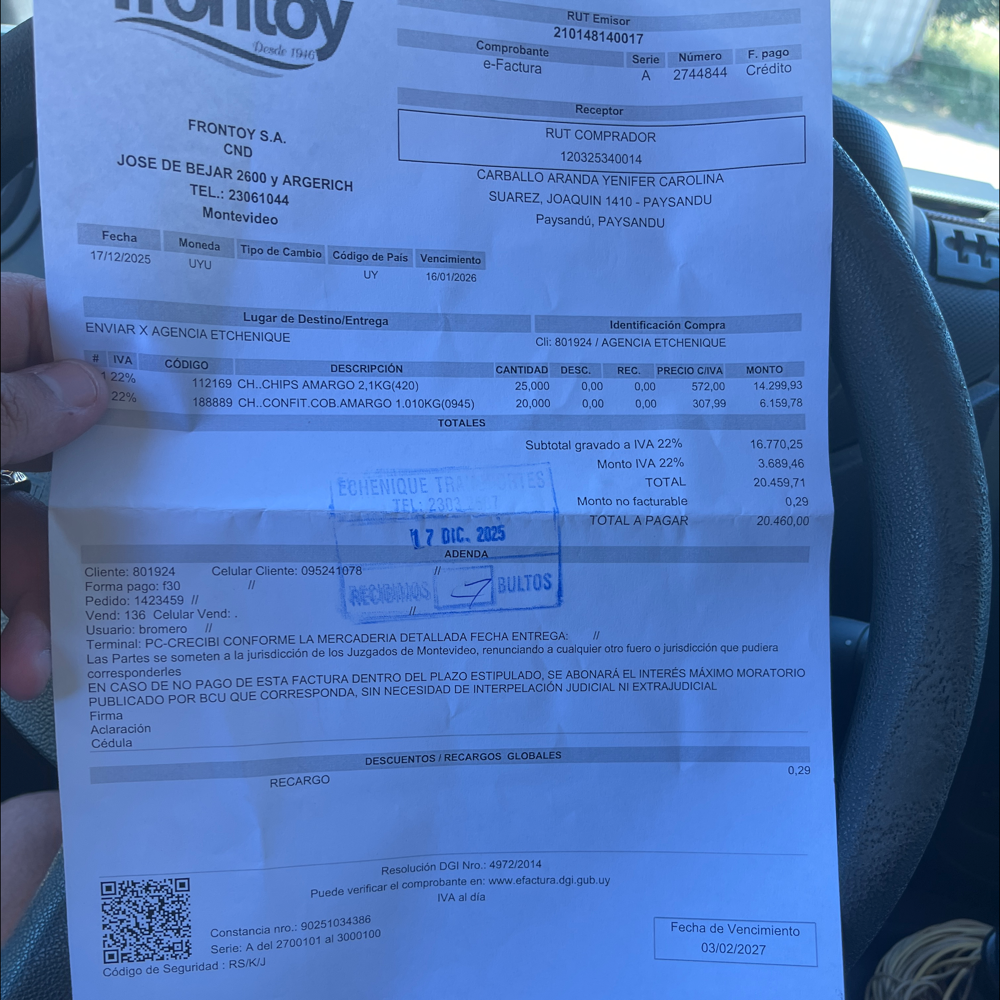 frontoy
Desde 1946
RUT Emisor
210148140017
Comprobante Serie Número F. pago
e-Factura A 2744844 Crédito
Receptor
RUT COMPRADOR
120325340014
CARBALLO ARANDA YENIFER CAROLINA
SUAREZ, JOAQUIN 1410 - PAYSANDU
Paysandú, PAYSANDU
FRONTOY S.A.
CND
JOSE DE BEJAR 2600 y ARGERICH
TEL.: 23061044
Montevideo
Fecha Moneda Tipo de Cambio Código de País Vencimiento
17/12/2025 UYU UY 16/01/2026
Lugar de Destino/Entrega Identificación Compra
ENVIAR X AGENCIA ETCHENIQUE Cli: 801924 / AGENCIA ETCHENIQUE
# IVA CÓDIGO DESCRIPCIÓN CANTIDAD DESC. REC. PRECIO C/IVA MONTO
1 22% 112169 CH..CHIPS AMARGO 2,1KG(420) 25,000 0,00 0,00 572,00 14.299,93
22% 188889 CH..CONFIT.COB.AMARGO 1.010KG(0945) 20,000 0,00 0,00 307,99 6.159,78
TOTALES
Subtotal gravado a IVA 22% 16.770,25
Monto IVA 22% 3.689,46
TOTAL 20.459,71
Monto no facturable 0,29
TOTAL A PAGAR 20.460,00
ECHENIQUE TRANSPORTES
TEL: 2303
17 DIC. 2025
RECIBIMOS 7 BULTOS
ADENDA
Cliente: 801924 Celular Cliente: 095241078 //
Forma pago: f30 //
Pedido: 1423459 //
Vend: 136 Celular Vend: . //
Usuario: bromero //
Terminal: PC-CRECIBI CONFORME LA MERCADERIA DETALLADA FECHA ENTREGA: //
Las Partes se someten a la jurisdicción de los Juzgados de Montevideo, renunciando a cualquier otro fuero o jurisdicción que pudiera
corresponderles
EN CASO DE NO PAGO DE ESTA FACTURA DENTRO DEL PLAZO ESTIPULADO, SE ABONARÁ EL INTERÉS MÁXIMO MORATORIO
PUBLICADO POR BCU QUE CORRESPONDA, SIN NECESIDAD DE INTERPELACIÓN JUDICIAL NI EXTRAJUDICIAL
Firma
Aclaración
Cédula
DESCUENTOS / RECARGOS GLOBALES
RECARGO 0,29
Resolución DGI Nro.: 4972/2014
Puede verificar el comprobante en: www.efactura.dgi.gub.uy
IVA al día
Constancia nro.: 90251034386
Serie: A del 2700101 al 3000100
Código de Seguridad : RS/K/J
Fecha de Vencimiento
03/02/2027